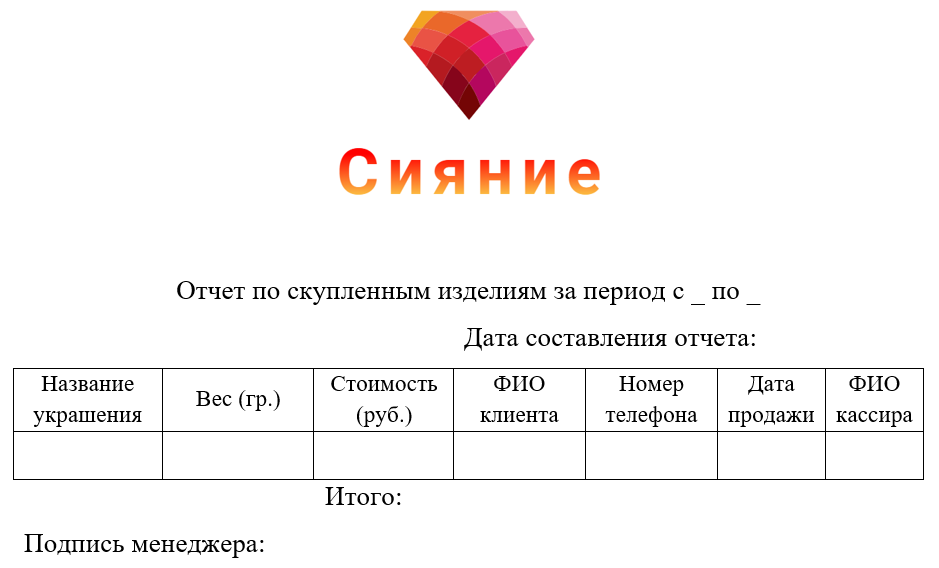 Сияние
Отчет по скупленным изделиям за период с _ по _
Дата составления отчета:
Название украшения
Вес (гр.)
Стоимость (руб.)
ФИО клиента
Номер телефона
Дата продажи
ФИО кассира
Итого:
Подпись менеджера: